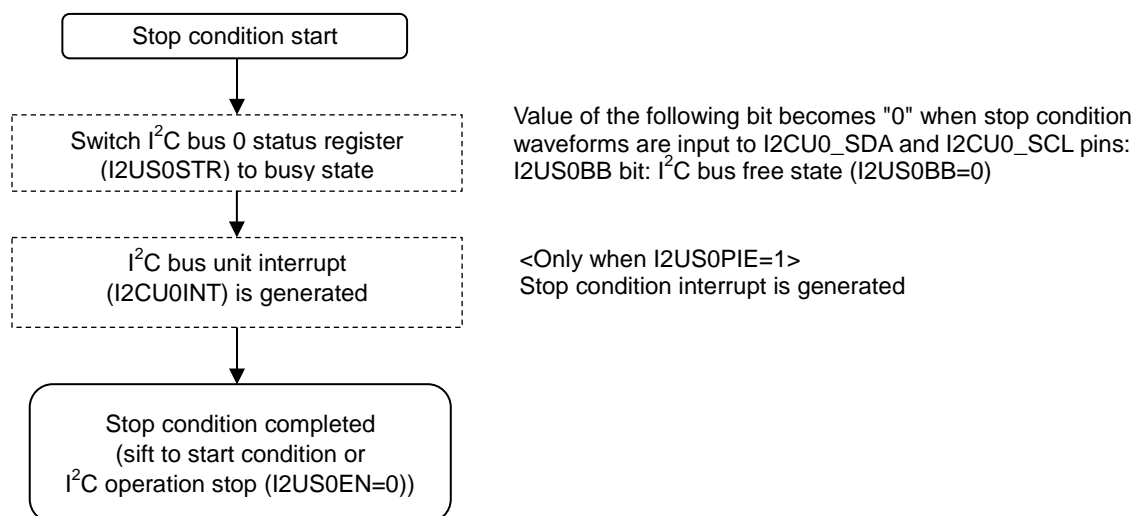 Stop condition start
Switch I²C bus 0 status register
(I2US0STR) to busy state
Value of the following bit becomes "0" when stop condition
waveforms are input to I2CU0_SDA and I2CU0_SCL pins:
I2US0BB bit: I²C bus free state (I2US0BB=0)
I²C bus unit interrupt
(I2CU0INT) is generated
<Only when I2US0PIE=1>
Stop condition interrupt is generated
Stop condition completed
(sift to start condition or
I²C operation stop (I2US0EN=0))